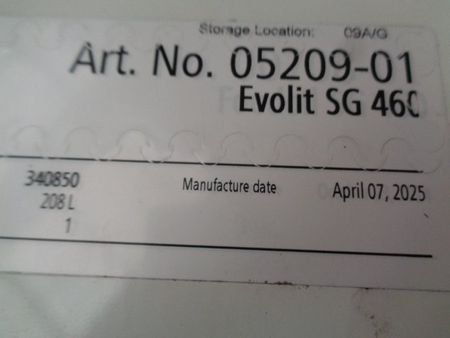 Storage Location: 09A/G
Art. No. 05209-01
Evolit SG 460
340850 Manufacture date April 07, 2025
208 L
1